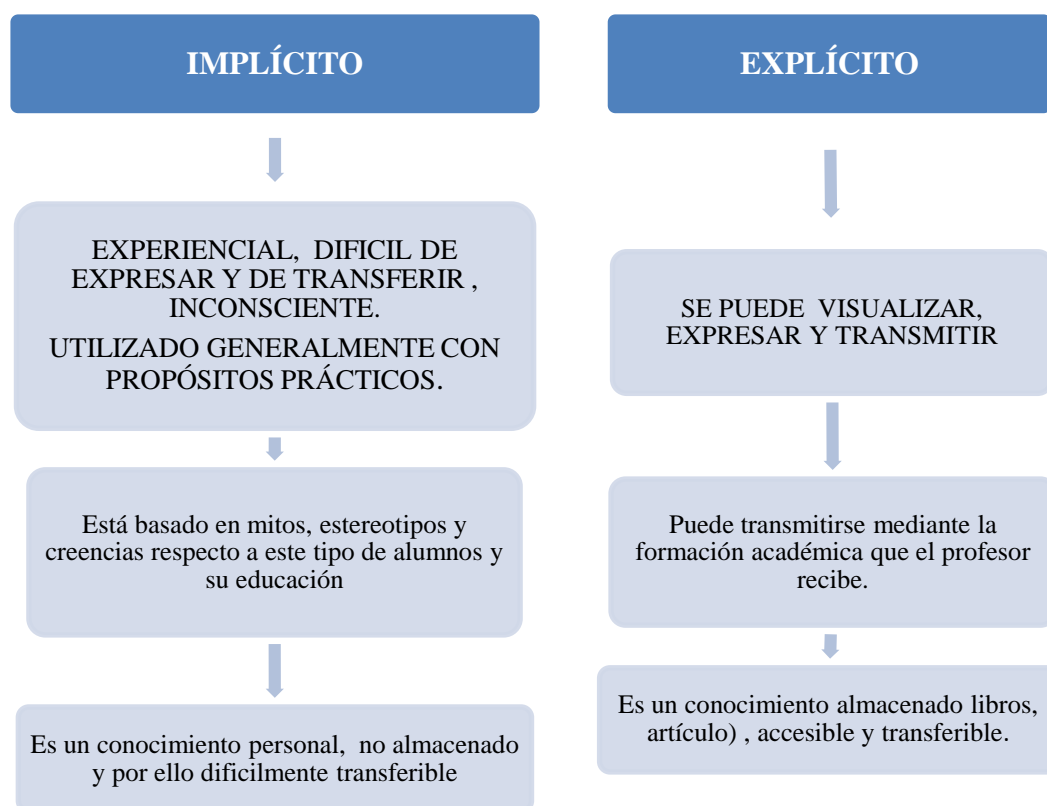 IMPLÍCITO
EXPERIENCIAL, DIFICIL DE
EXPRESAR Y DE TRANSFERIR ,
INCONSCIENTE.
UTILIZADO GENERALMENTE CON
PROPÓSITOS PRÁCTICOS.
Está basado en mitos, estereotipos y
creencias respecto a este tipo de alumnos y
su educación
Es un conocimiento personal, no almacenado
y por ello dificilmente transferible
EXPLÍCITO
SE PUEDE VISUALIZAR,
EXPRESAR Y TRANSMITIR
Puede transmitirse mediante la
formación académica que el profesor
recibe.
Es un conocimiento almacenado libros,
artículo) , accesible y transferible.